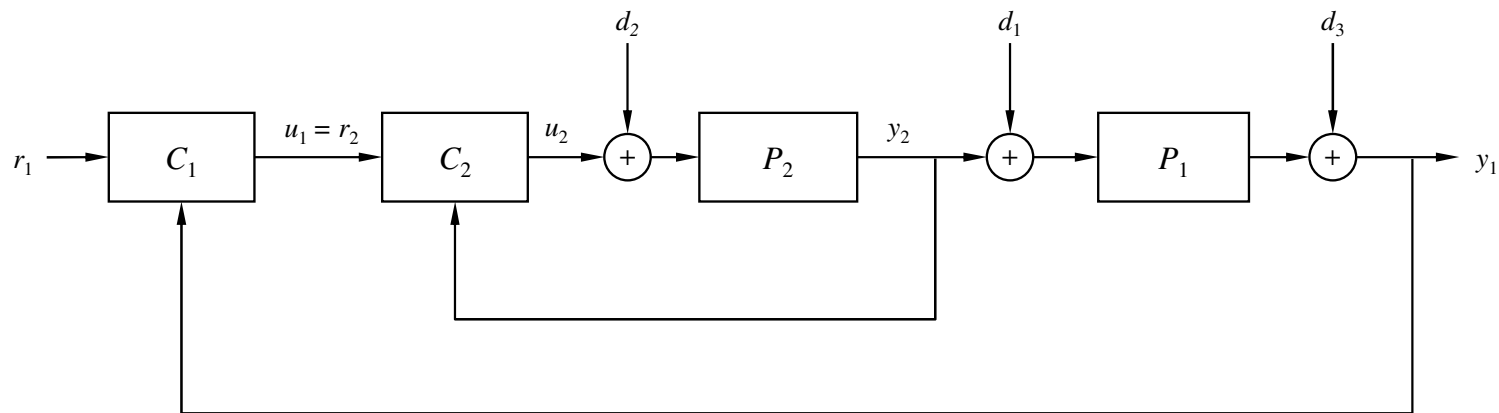 d₂ d₁ d₃
r₁ C₁ u₁ = r₂ C₂ u₂ + P₂ y₂ + P₁ + y₁